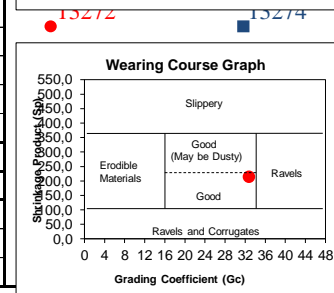 13272 13274
Wearing Course Graph
Shrinkage Product (Sp)
550,0
500,0
450,0
400,0
350,0
300,0
250,0
200,0
150,0
100,0
50,0
0,0
Slippery
Good
(May be Dusty)
Erodible
Materials
Ravels
Good
Ravels and Corrugates
0 4 8 12 16 20 24 28 32 36 40 44 48
Grading Coefficient (Gc)